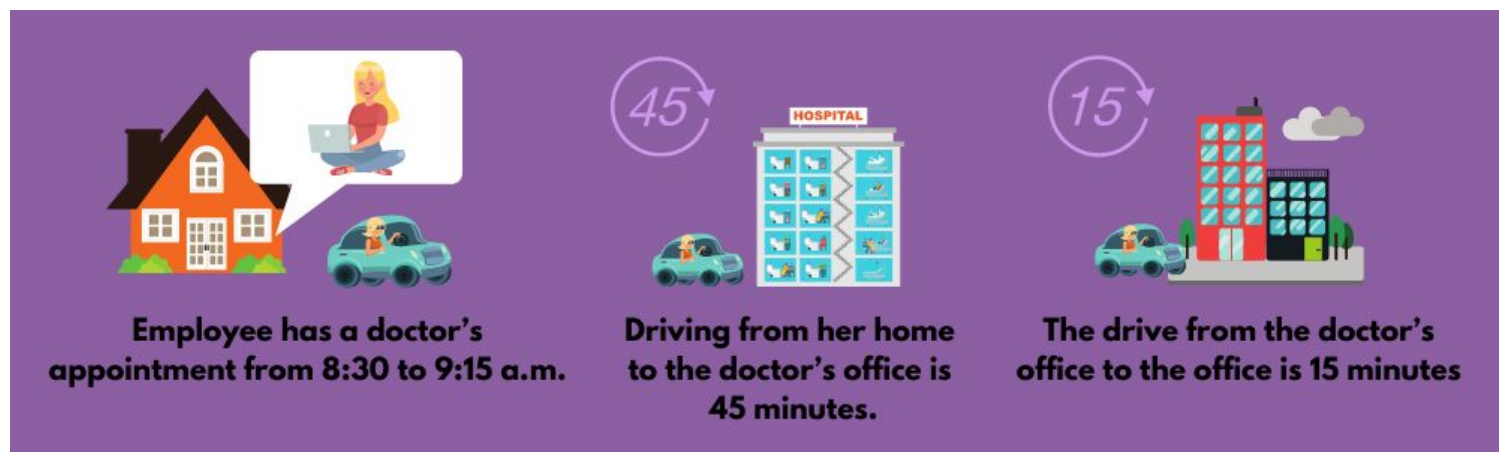 Employee has a doctor's
appointment from 8:30 to 9:15 a.m.
45
HOSPITAL
Driving from her home
to the doctor's office is
45 minutes.
15
The drive from the doctor's
office to the office is 15 minutes